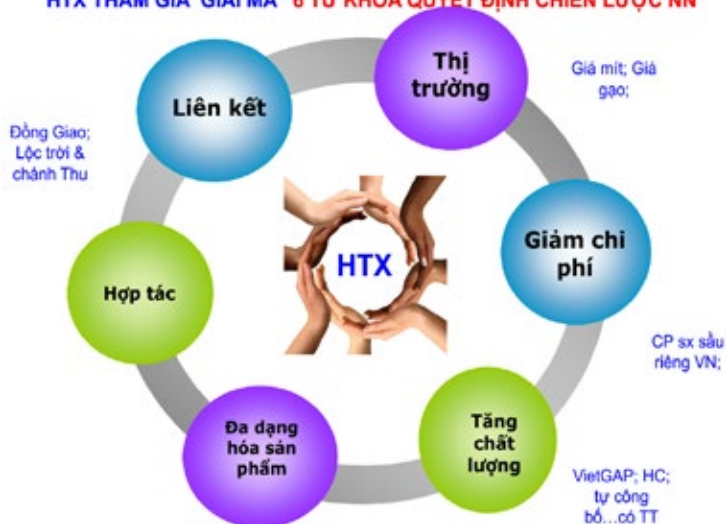 HTX THAM GIA "GIẢI MÃ" 6 TỪ KHÓA QUYẾT ĐỊNH CHIẾN LƯỢC NN
Thị
trường
Giá mít; Giá
gạo;
Liên kết
Đồng Giao;
Lộc trời &
chánh Thu
Giảm chi
phí
HTX
Hợp tác
CP sx sầu
riêng VN;
Tăng
chất
lượng
Đa dạng
hóa sản
phẩm
VietGAP; HC;
tự công
bố...có TT